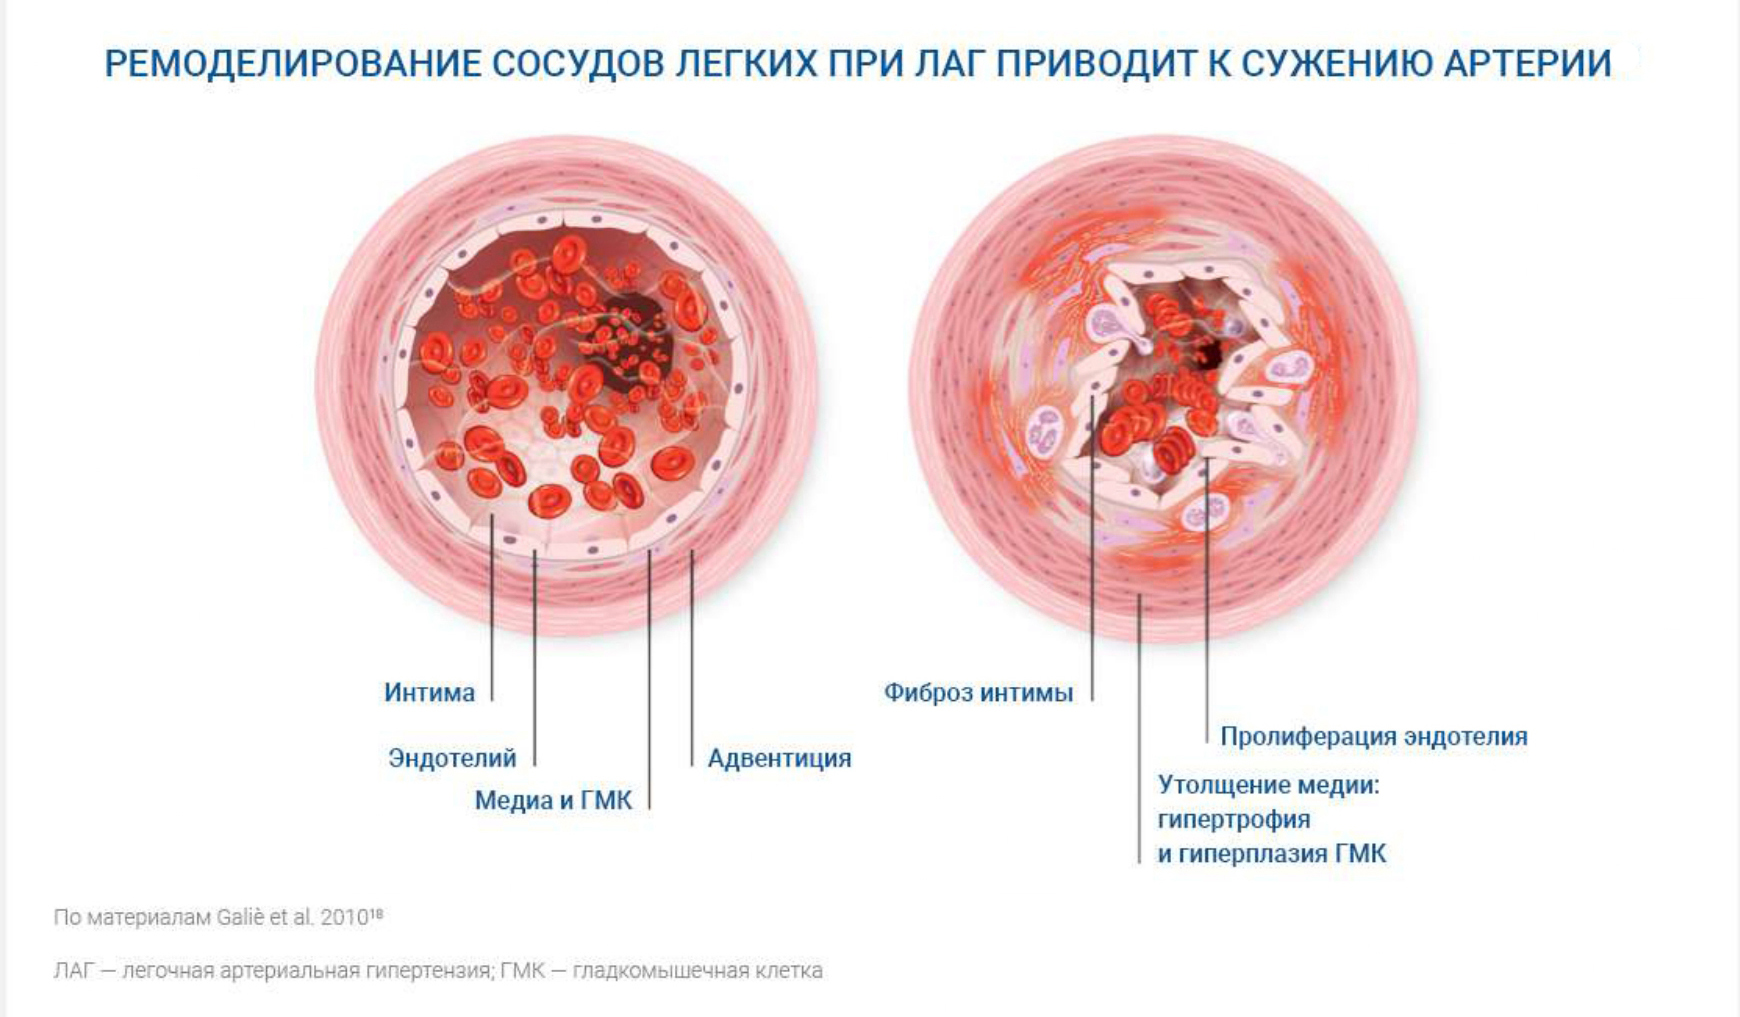 РЕМОДЕЛИРОВАНИЕ СОСУДОВ ЛЕГКИХ ПРИ ЛАГ ПРИВОДИТ К СУЖЕНИЮ АРТЕРИИ
Интима
Эндотелий
Медиа и ГМК
Адвентиция
Фиброз интимы
Пролиферация эндотелия
Утолщение медии:
гипертрофия
и гиперплазия ГМК
По материалам Galiè et al. 2010¹⁸
ЛАГ — легочная артериальная гипертензия; ГМК — гладкомышечная клетка